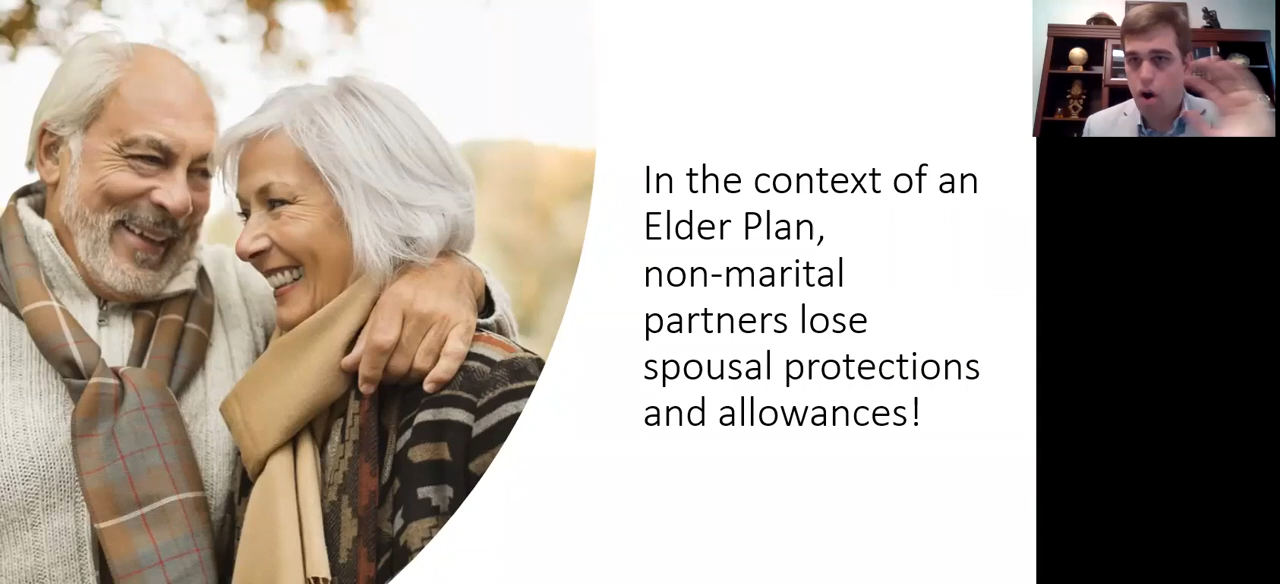 In the context of an
Elder Plan,
non-marital
partners lose
spousal protections
and allowances!